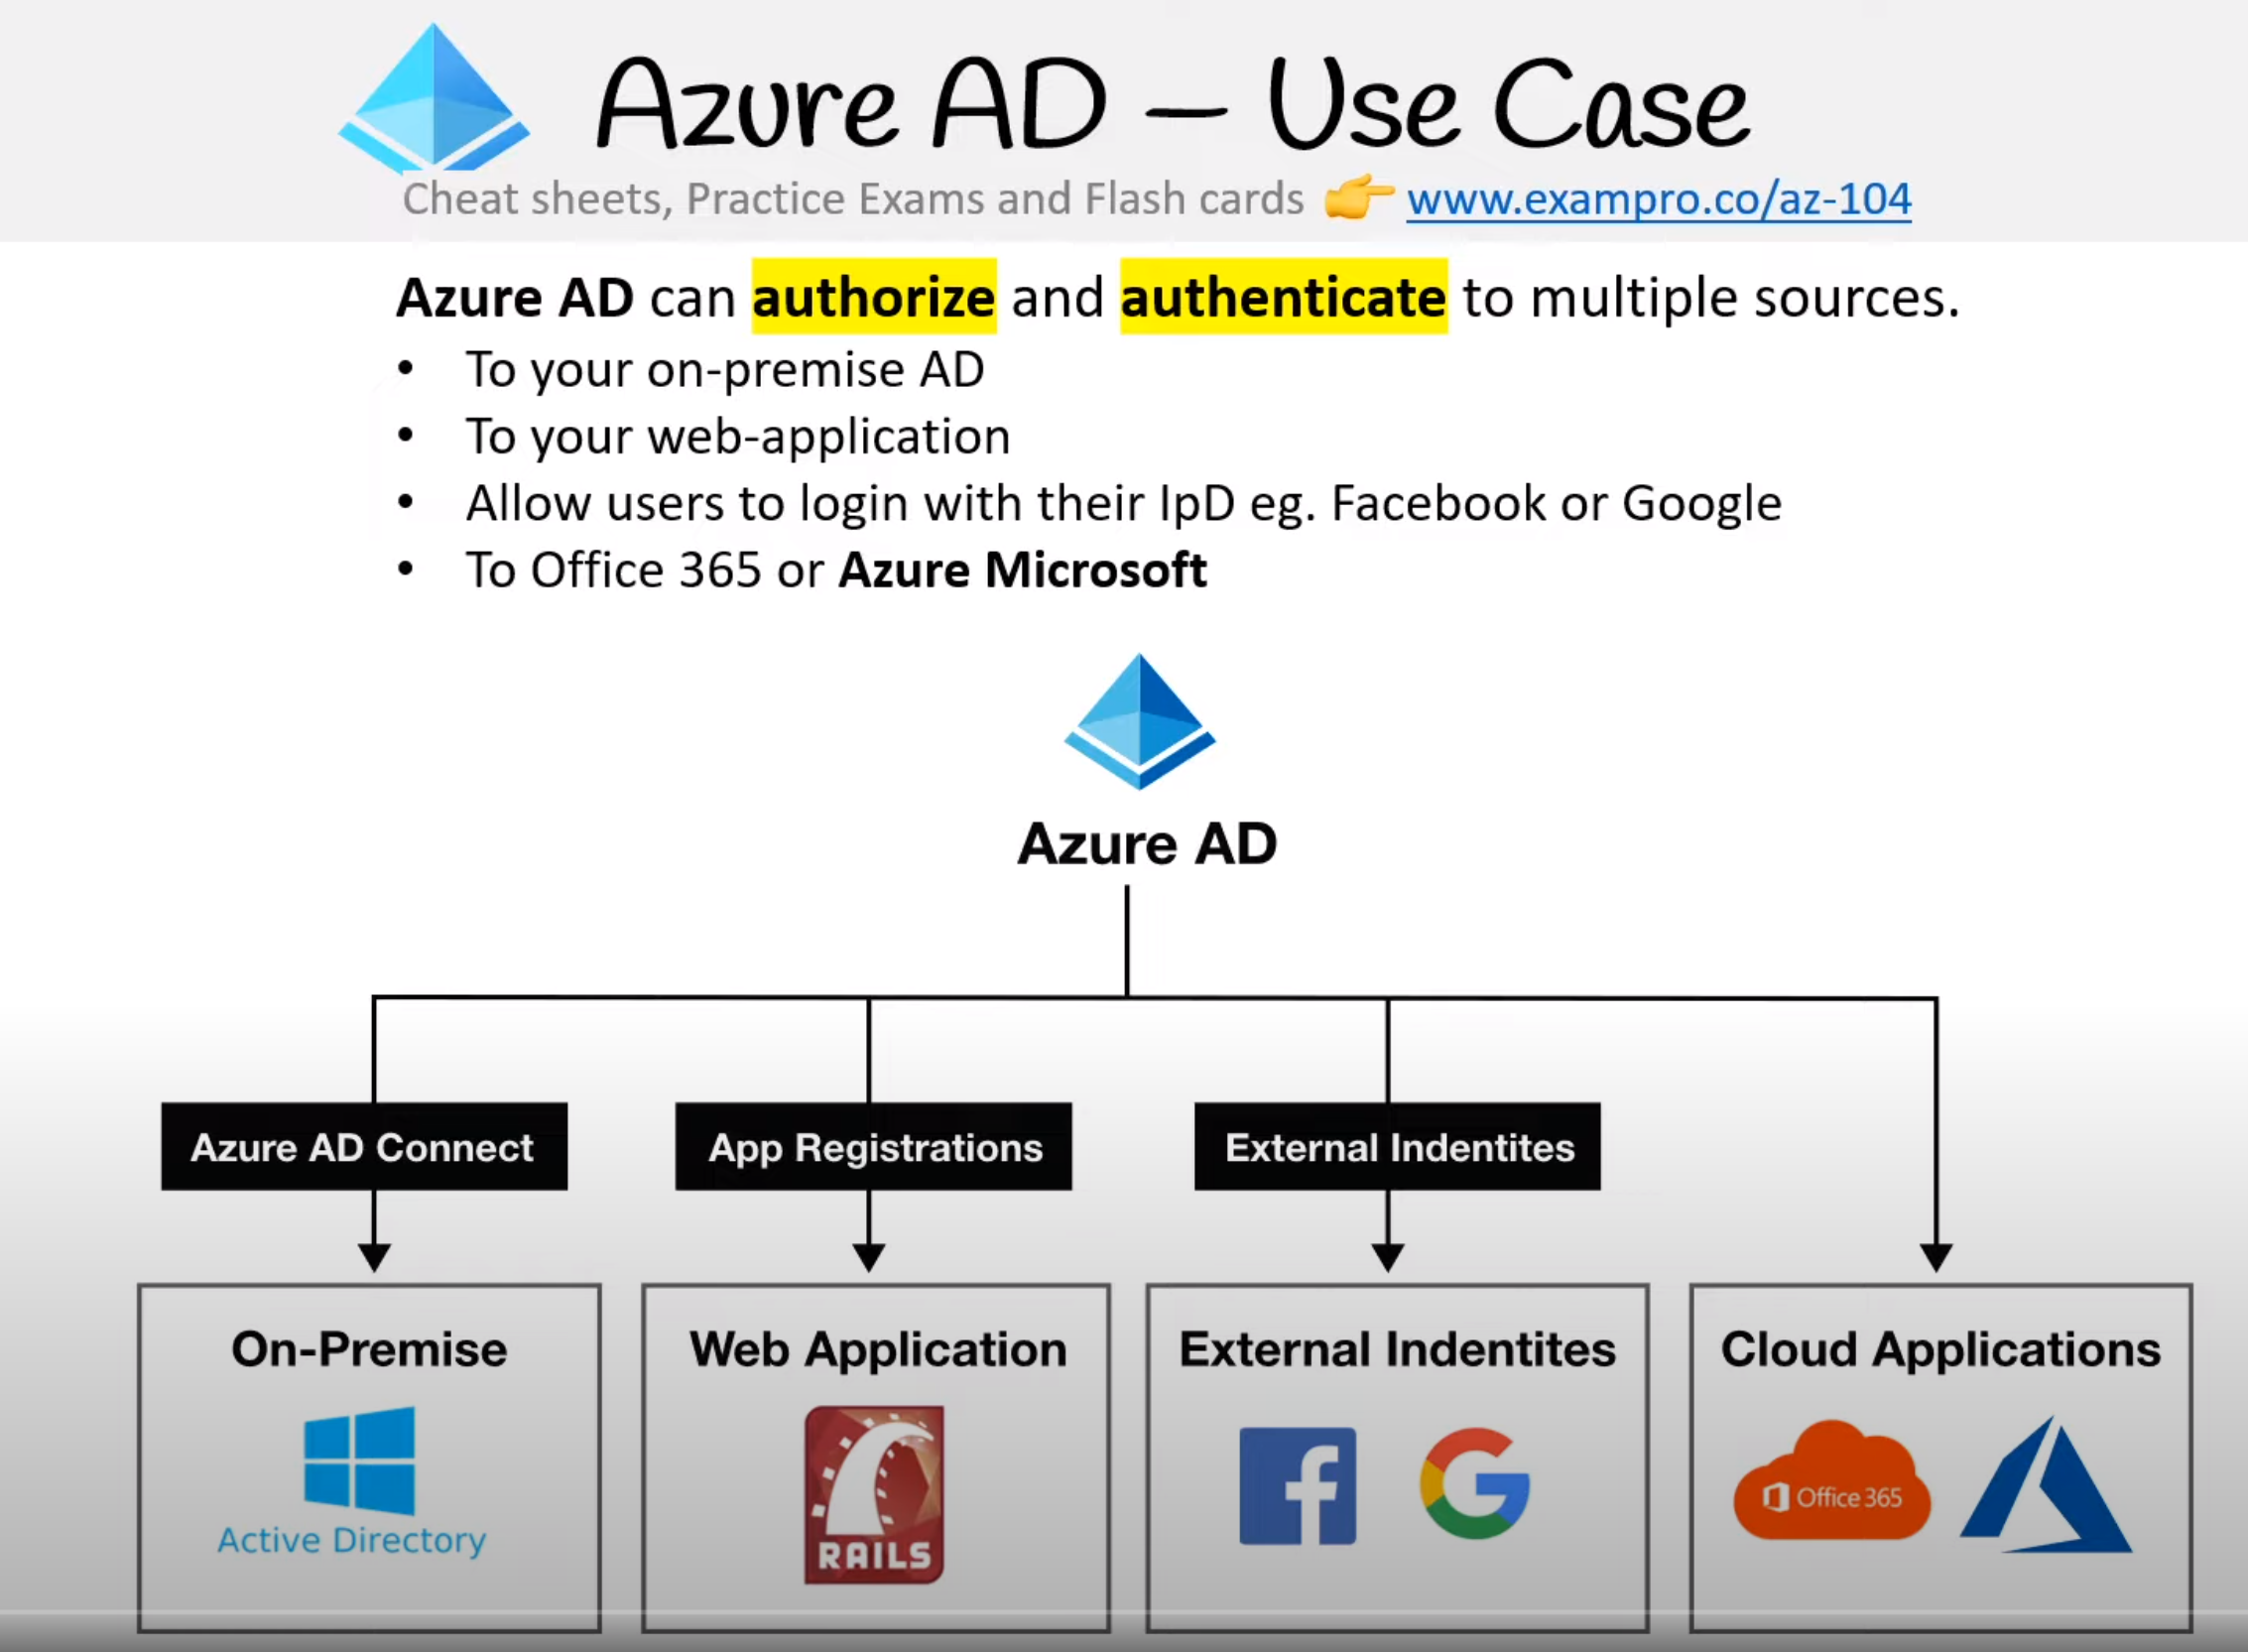 Azure AD – Use Case
Cheat sheets, Practice Exams and Flash cards 👉 www.exampro.co/az-104
Azure AD can authorize and authenticate to multiple sources.
• To your on-premise AD
• To your web-application
• Allow users to login with their IpD eg. Facebook or Google
• To Office 365 or Azure Microsoft
Azure AD
Azure AD Connect
App Registrations
External Indentites
On-Premise
Active Directory
Web Application
RAILS
External Indentites
Cloud Applications
Office 365